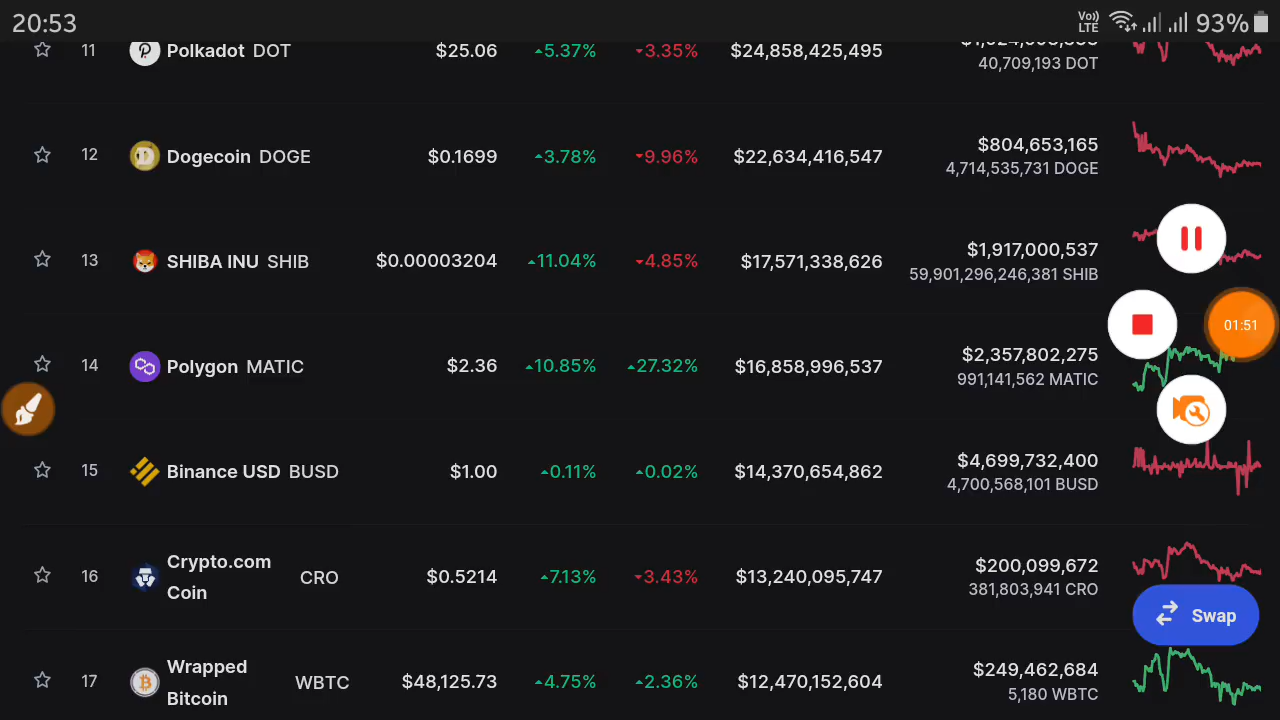 20:53 Vo)) LTE 93%
11 Polkadot DOT $25.06 5.37% 3.35% $24,858,425,495
40,709,193 DOT
12 Dogecoin DOGE $0.1699 3.78% 9.96% $22,634,416,547 $804,653,165
4,714,535,731 DOGE
13 SHIBA INU SHIB $0.00003204 11.04% 4.85% $17,571,338,626 $1,917,000,537
59,901,296,246,381 SHIB
01:51
14 Polygon MATIC $2.36 10.85% 27.32% $16,858,996,537 $2,357,802,275
991,141,562 MATIC
15 Binance USD BUSD $1.00 0.11% 0.02% $14,370,654,862 $4,699,732,400
4,700,568,101 BUSD
16 Crypto.com Coin CRO $0.5214 7.13% 3.43% $13,240,095,747 $200,099,672
381,803,941 CRO
Swap
17 Wrapped Bitcoin WBTC $48,125.73 4.75% 2.36% $12,470,152,604 $249,462,684
5,180 WBTC